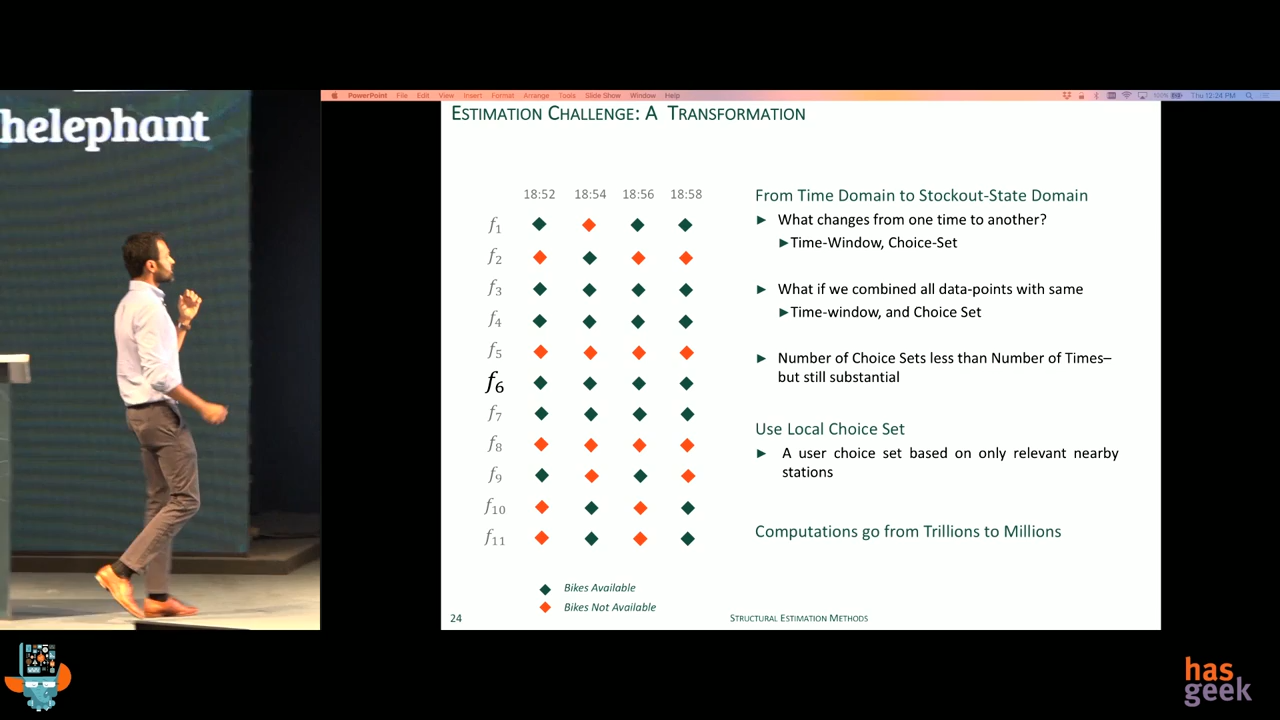 helephant
PowerPoint File Edit View Insert Format Arrange Tools Slide Show Window Help
Thu 12:24 PM
ESTIMATION CHALLENGE: A TRANSFORMATION
18:52 18:54 18:56 18:58
f1
f2
f3
f4
f5
f6
f7
f8
f9
f10
f11
Bikes Available
Bikes Not Available
From Time Domain to Stockout-State Domain
What changes from one time to another?
Time-Window, Choice-Set
What if we combined all data-points with same
Time-window, and Choice Set
Number of Choice Sets less than Number of Times–
but still substantial
Use Local Choice Set
A user choice set based on only relevant nearby
stations
Computations go from Trillions to Millions
24
STRUCTURAL ESTIMATION METHODS
has
geek